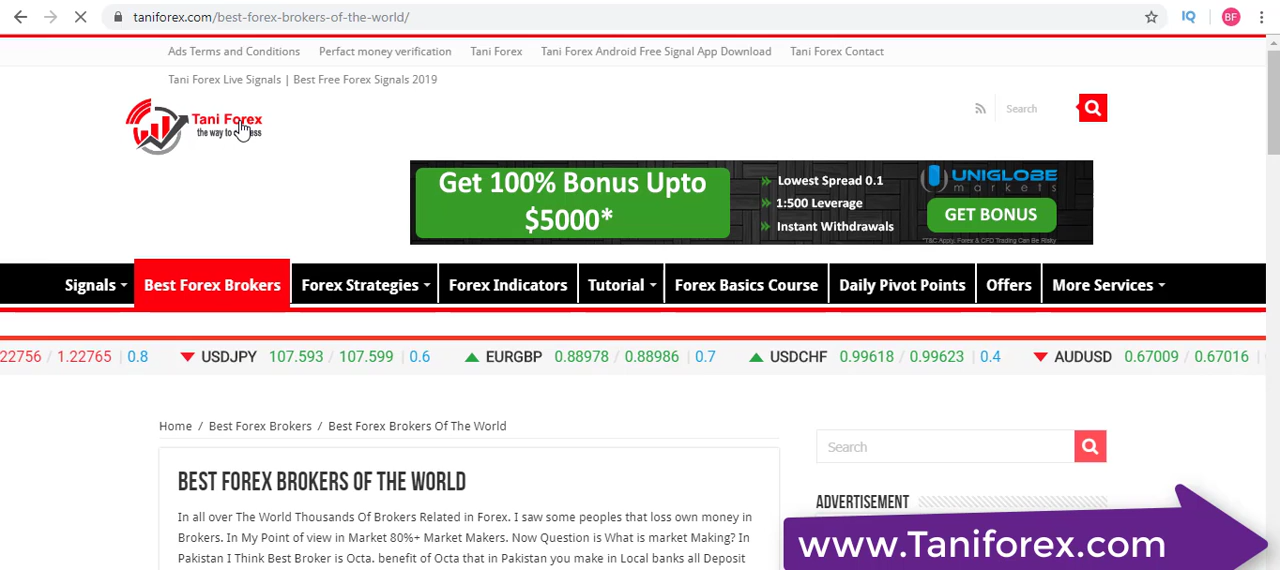 taniforex.com/best-forex-brokers-of-the-world/
IQ
BF
Ads Terms and Conditions Perfact money verification Tani Forex Tani Forex Android Free Signal App Download Tani Forex Contact
Tani Forex Live Signals | Best Free Forex Signals 2019
Tani Forex
the way to
Search
Get 100% Bonus Upto
$5000*
Lowest Spread 0.1
1:500 Leverage
Instant Withdrawals
UNIGLOBE
markets
GET BONUS
*T&C Apply, Forex & CFD Trading Can Be Risky
Signals Best Forex Brokers Forex Strategies Forex Indicators Tutorial Forex Basics Course Daily Pivot Points Offers More Services
22756 / 1.22765 | 0.8 USDJPY 107.593 / 107.599 | 0.6 EURGBP 0.88978 / 0.88986 | 0.7 USDCHF 0.99618 / 0.99623 | 0.4 AUDUSD 0.67009 / 0.67016
Home / Best Forex Brokers / Best Forex Brokers Of The World
Search
BEST FOREX BROKERS OF THE WORLD
ADVERTISEMENT
In all over The World Thousands Of Brokers Related in Forex. I saw some peoples that loss own money in
Brokers. In My Point of view in Market 80%+ Market Makers. Now Question is What is market Making? In
Pakistan I Think Best Broker is Octa. benefit of Octa that in Pakistan you make in Local banks all Deposit
www.Taniforex.com